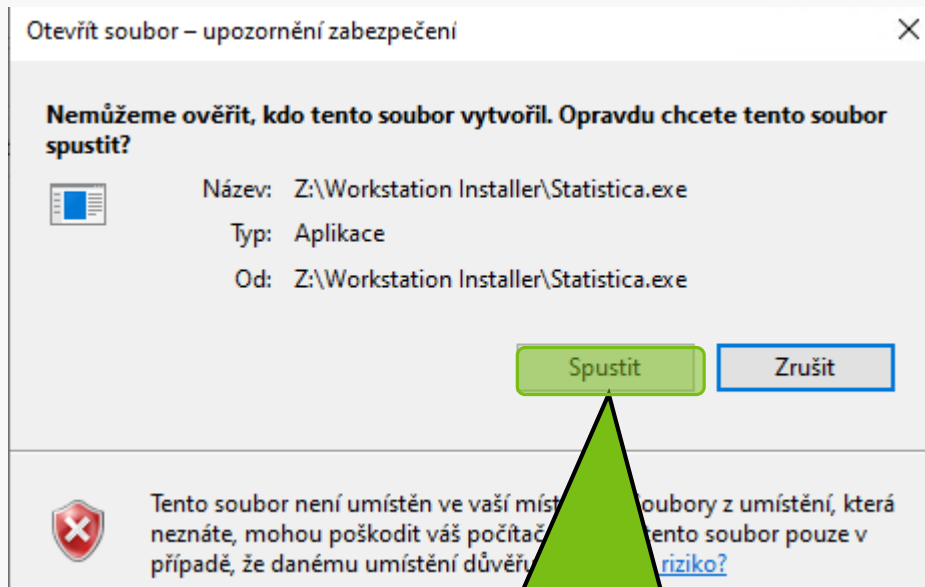 Otevřít soubor – upozornění zabezpečení
Nemůžeme ověřit, kdo tento soubor vytvořil. Opravdu chcete tento soubor
spustit?
Název: Z:\Workstation Installer\Statistica.exe
Typ: Aplikace
Od: Z:\Workstation Installer\Statistica.exe
Spustit Zrušit
Tento soubor není umístěn ve vaší míst oubory z umístění, která
neznáte, mohou poškodit váš počítač tento soubor pouze v
případě, že danému umístění důvěřu riziko?